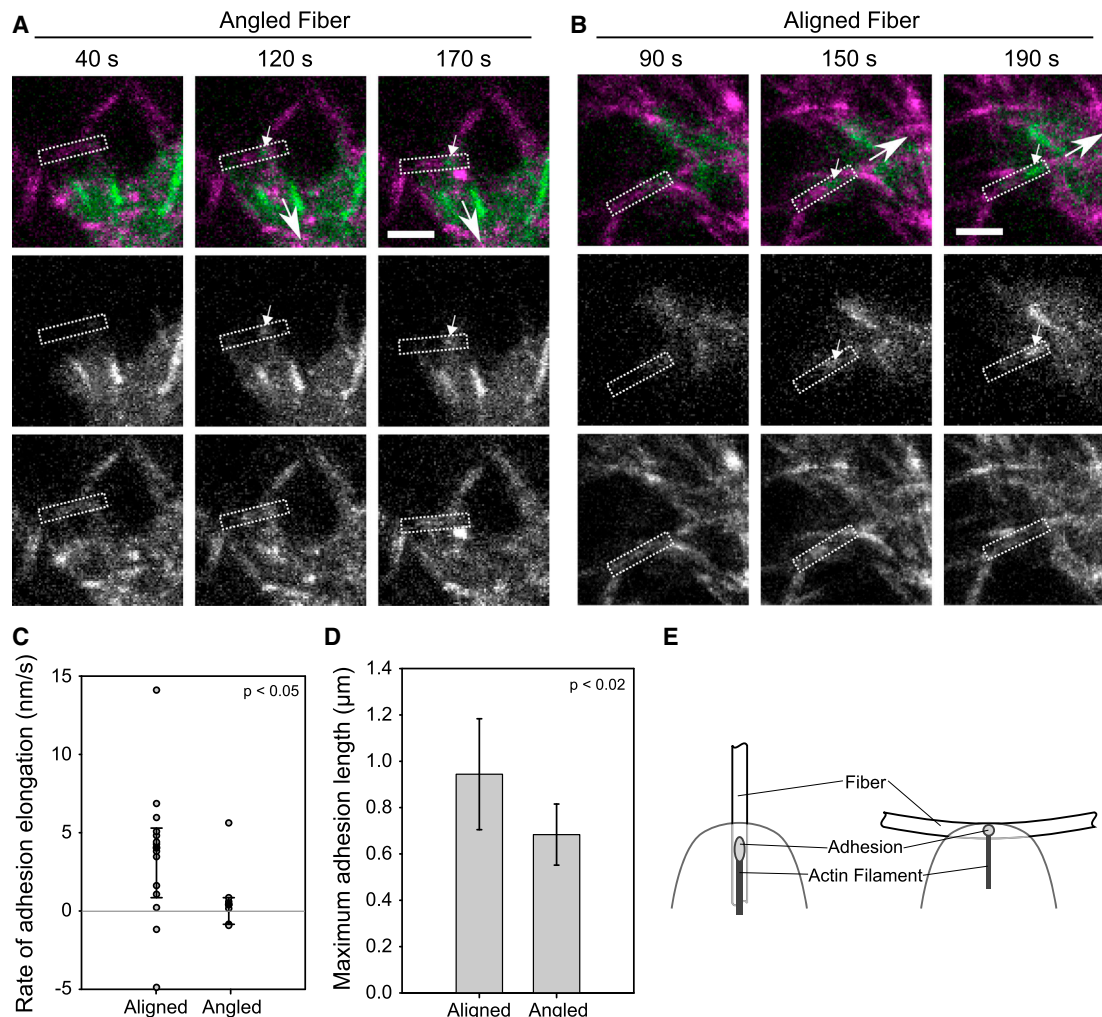 A
Angled Fiber
40 s
120 s
170 s
B
Aligned Fiber
90 s
150 s
190 s
C
Rate of adhesion elongation (nm/s)
15
10
5
0
-5
p < 0.05
Aligned
Angled
D
Maximum adhesion length (µm)
1.4
1.2
1.0
0.8
0.6
0.4
0.2
0.0
p < 0.02
Aligned
Angled
E
Fiber
Adhesion
Actin Filament